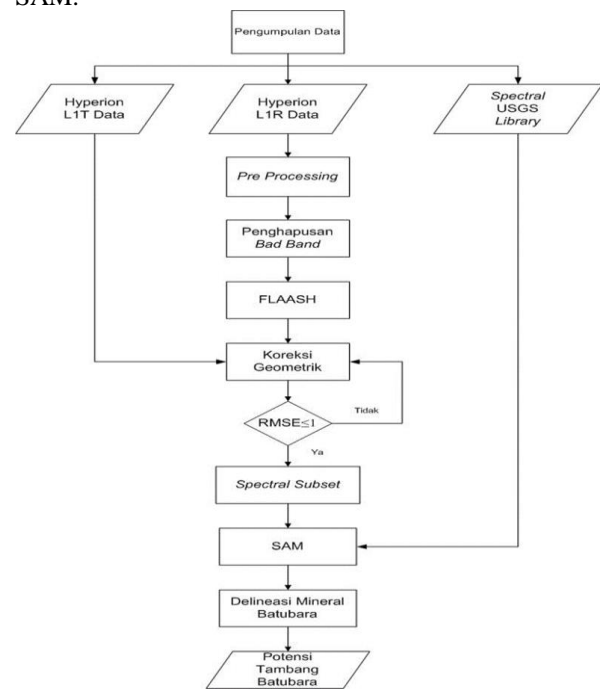 SAM.
Pengumpulan Data
Hyperion
L1T Data
Hyperion
L1R Data
Spectral
USGS
Library
Pre Processing
Penghapusan
Bad Band
FLAASH
Koreksi
Geometrik
RMSE≤1
Tidak
Ya
Spectral Subset
SAM
Delineasi Mineral
Batubara
Potensi
Tambang
Batubara